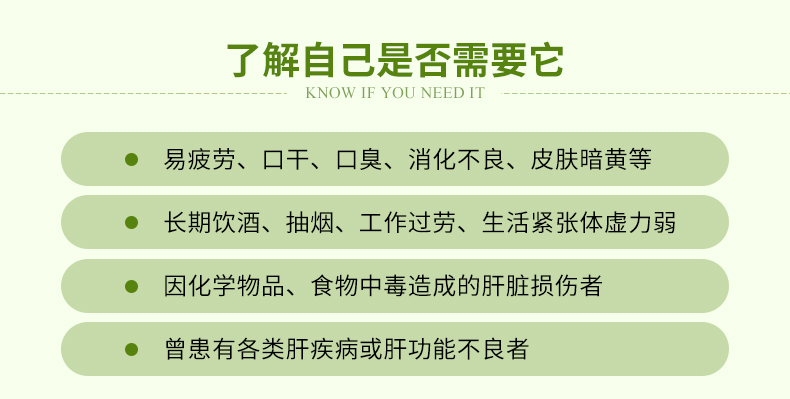 了解自己是否需要它
KNOW IF YOU NEED IT
易疲劳、口干、口臭、消化不良、皮肤暗黄等
长期饮酒、抽烟、工作过劳、生活紧张体虚力弱
因化学物品、食物中毒造成的肝脏损伤者
曾患有各类肝疾病或肝功能不良者